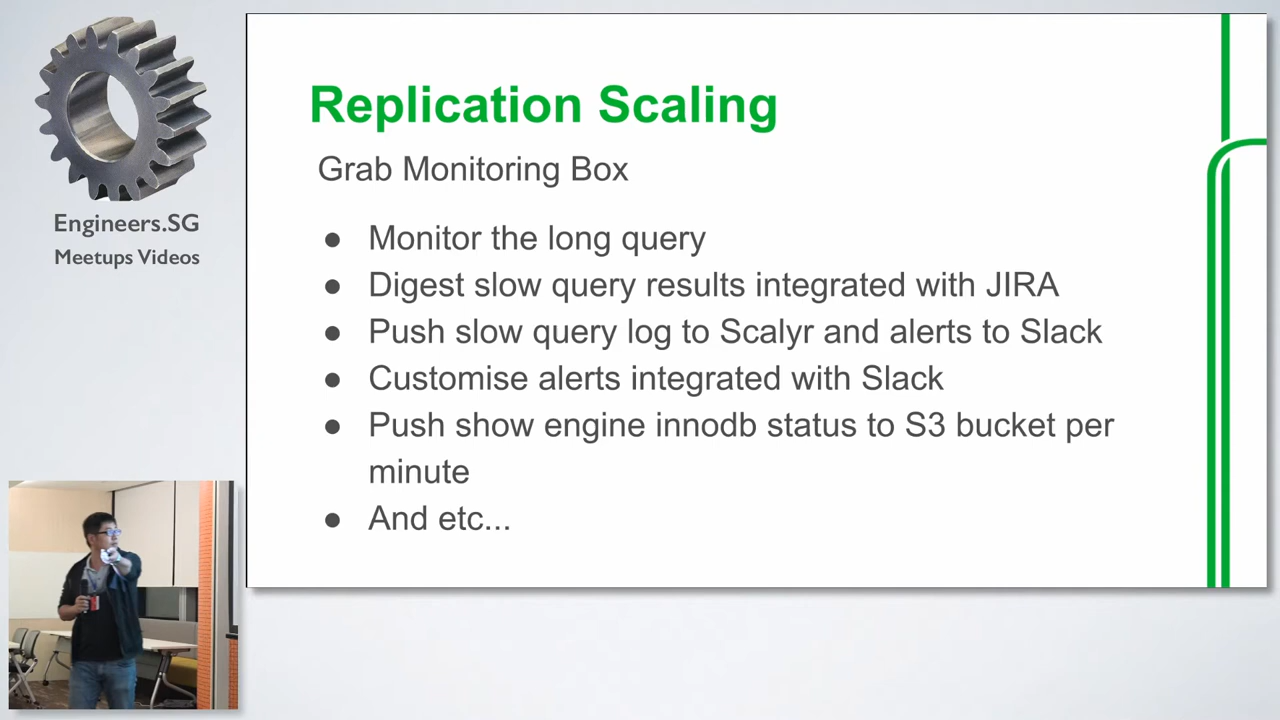 Engineers.SG
Meetups Videos
Replication Scaling
Grab Monitoring Box
● Monitor the long query
● Digest slow query results integrated with JIRA
● Push slow query log to Scalyr and alerts to Slack
● Customise alerts integrated with Slack
● Push show engine innodb status to S3 bucket per
minute
● And etc...